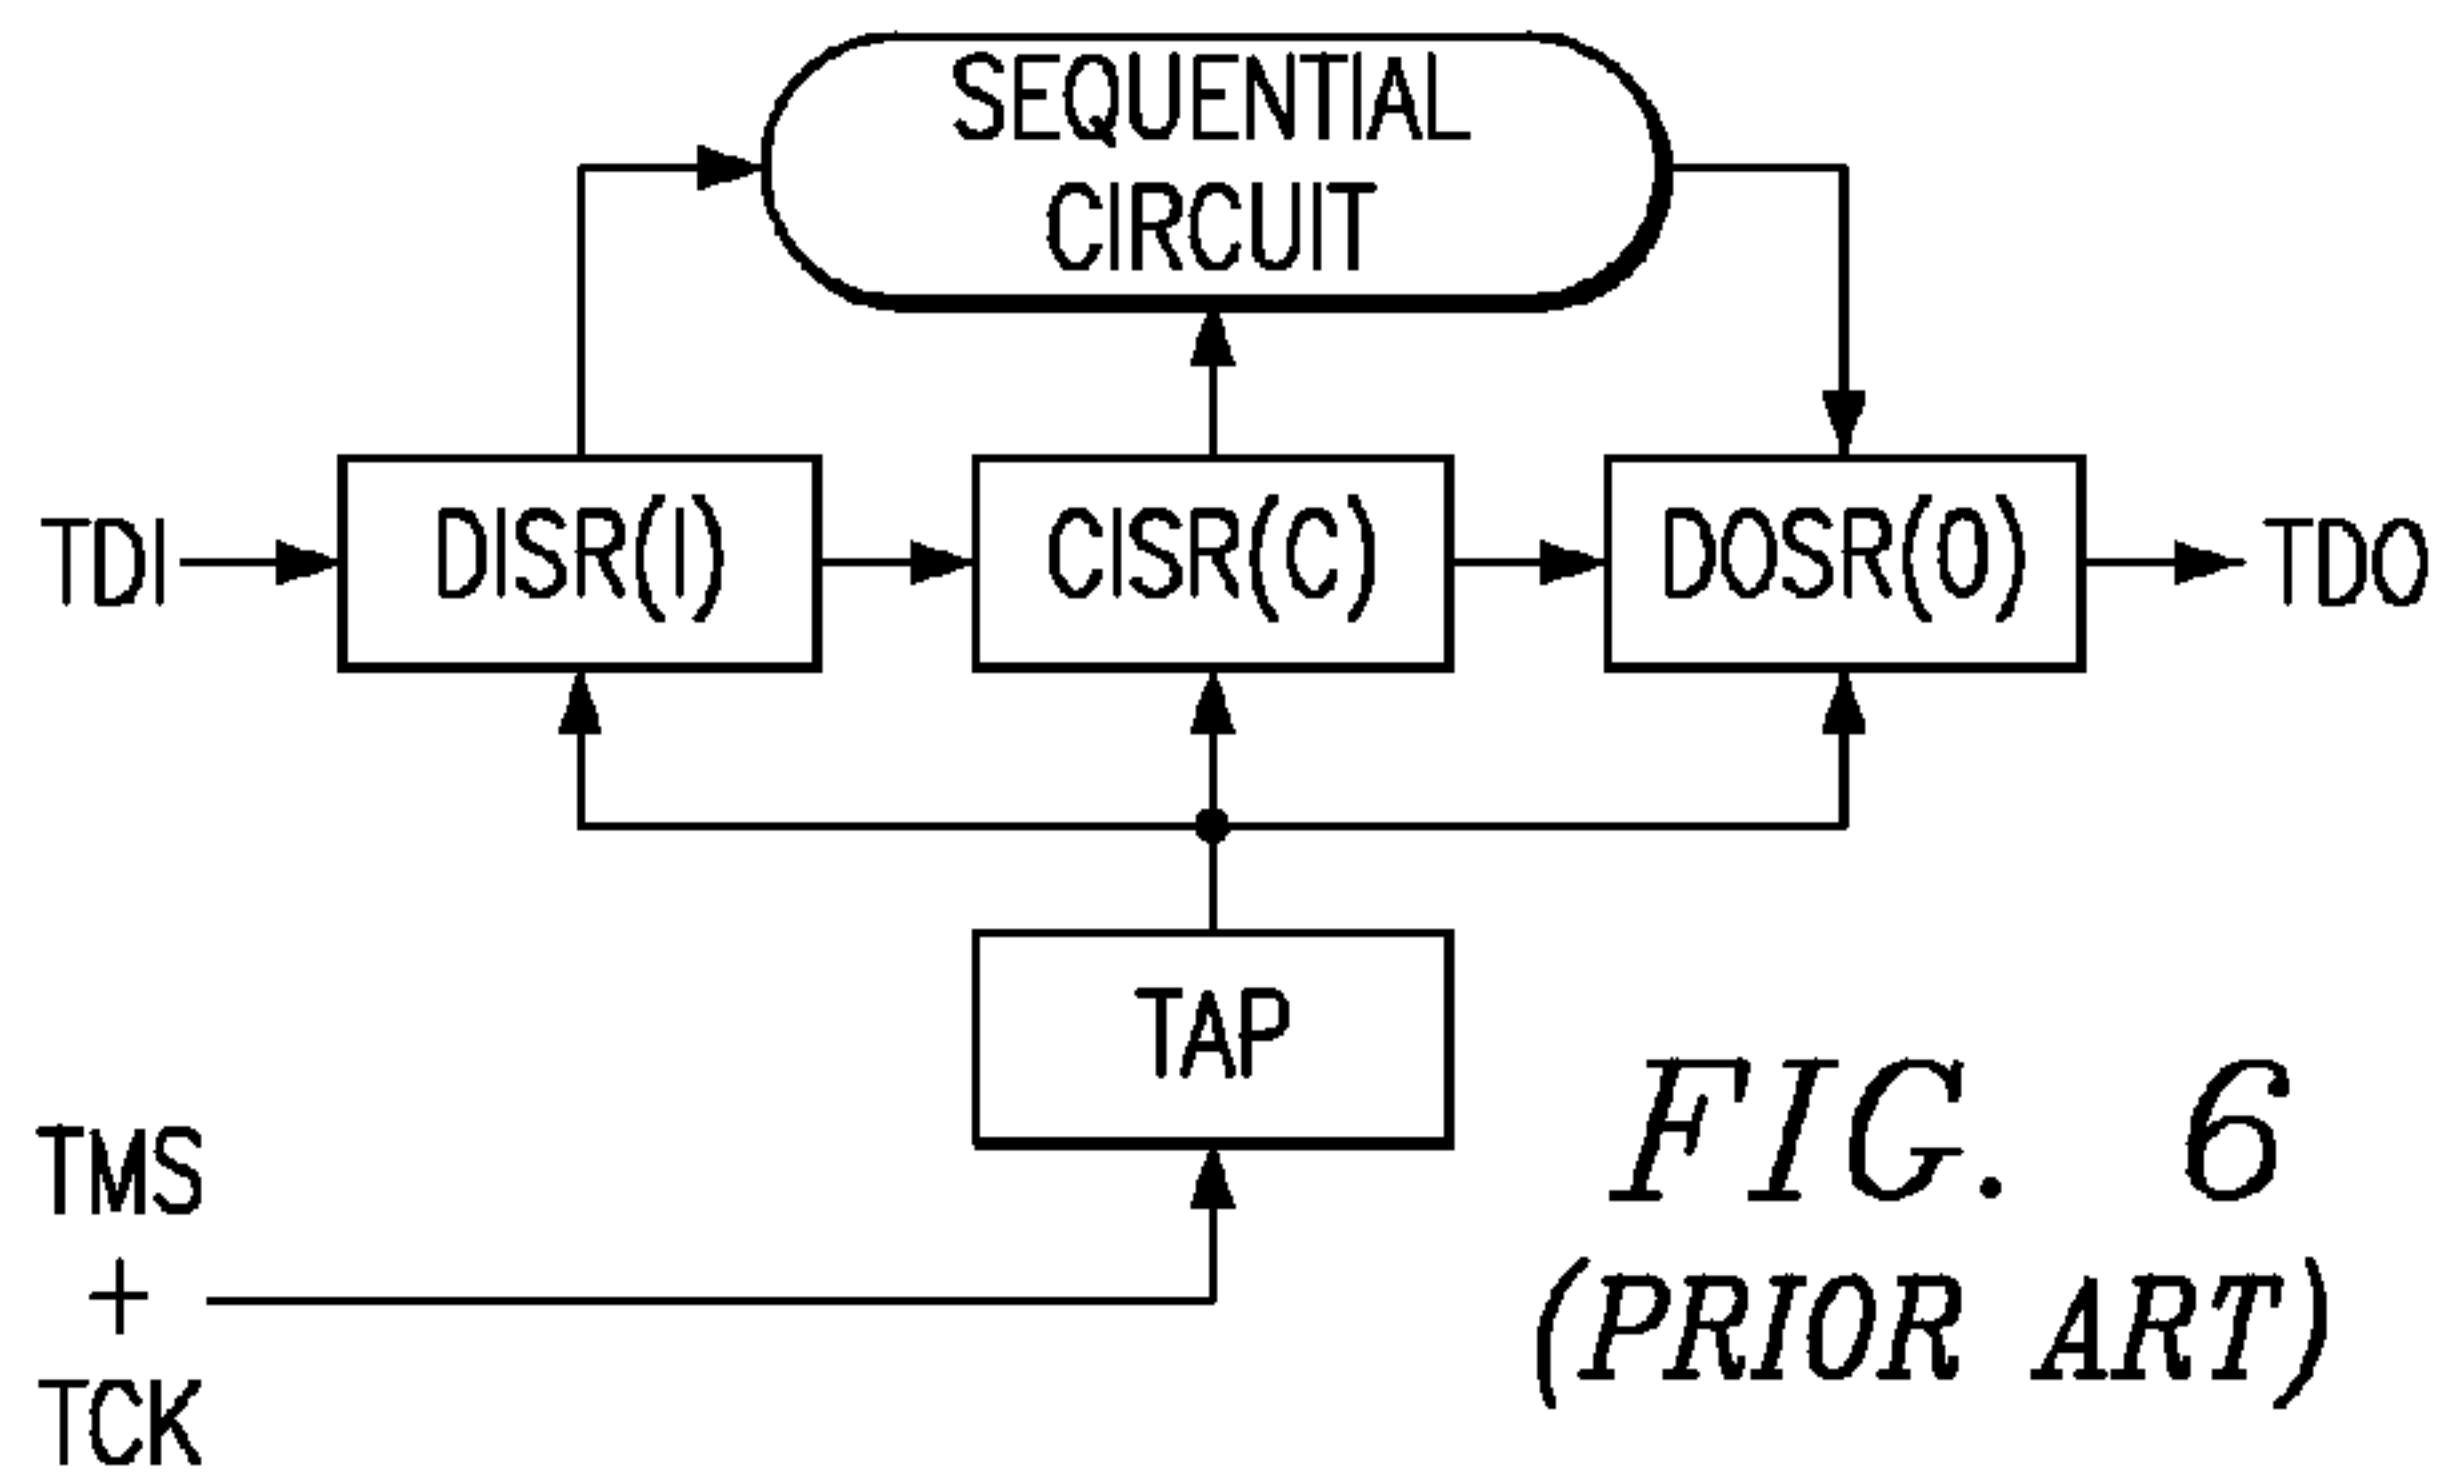 SEQUENTIAL
CIRCUIT
TDI
DISR(I)
CISR(C)
DOSR(O)
TDO
TAP
TMS
+
TCK
FIG. 6
(PRIOR ART)